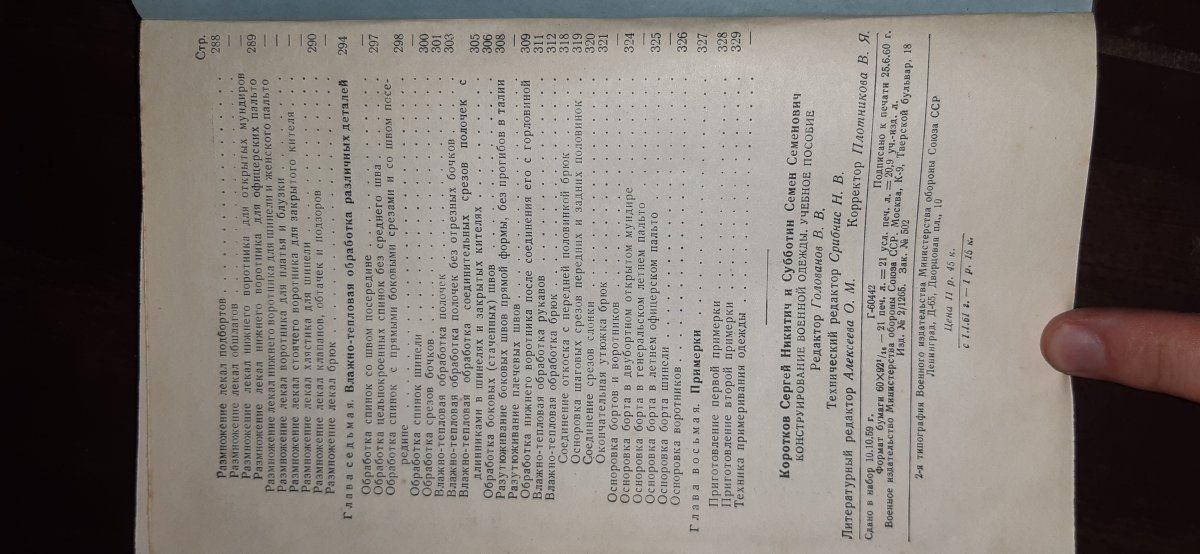 Стр.
Размножение лекал подбортов . . . 288
Размножение лекал обшлагов . . . —
Размножение лекал нижнего воротника для открытых мундиров —
Размножение лекал нижнего воротника для офицерских пальто 289
Размножение лекал нижнего воротника для шинели и женского пальто —
Размножение лекал воротника для платья и блузки . . . —
Размножение лекал стоячего воротника для закрытого кителя —
Размножение лекал хлястика для шинели . . . —
Размножение лекал клапанов, обтачек и подзоров . . . 290
Размножение лекал брюк . . . —
Глава седьмая. Влажно-тепловая обработка различных деталей 294
Обработка спинок со швом посередине . . . —
Обработка цельнокроеных спинок без среднего шва . . . 297
Обработка спинок с прямыми боковыми срезами и со швом посе-
редине . . . 298
Обработка спинок шинели . . . —
Обработка срезов бочков . . . 300
Влажно-тепловая обработка полочек . . . 301
Влажно-тепловая обработка полочек без отрезных бочков . . . 303
Влажно-тепловая обработка соединительных срезов полочек с
длинниками в шинелях и закрытых кителях . . . 305
Обработка боковых (стаченных) швов . . . 306
Разутюживание боковых швов прямой формы, без прогибов в талии 308
Разутюживание плечевых швов . . . —
Обработка нижнего воротника после соединения его с горловиной 309
Влажно-тепловая обработка рукавов . . . 311
Влажно-тепловая обработка брюк . . . 312
Соединение откоска с передней половинкой брюк . . . 318
Осноровка шаговых срезов передних и задних половинок . . . 319
Соединение срезов слонки . . . 320
Окончательная утюжка брюк . . . 321
Осноровка бортов и воротников . . . —
Осноровка борта в двубортном открытом мундире . . . 324
Осноровка борта в генеральском летнем пальто . . . —
Осноровка борта в летнем офицерском пальто . . . 325
Осноровка борта шинели . . . —
Осноровка воротников . . . 326
Глава восьмая. Примерки . . . 327
Приготовление первой примерки . . . —
Приготовление второй примерки . . . 328
Техника примеривания одежды . . . 329
Коротков Сергей Никитич и Субботин Семен Семенович
КОНСТРУИРОВАНИЕ ВОЕННОЙ ОДЕЖДЫ. УЧЕБНОЕ ПОСОБИЕ
Редактор Голованов В. В.
Технический редактор Срибнис Н. В.
Литературный редактор Алексеева О. М. Корректор Плотникова В. Я.
Сдано в набор 10.10.59 г. Г-60442 Подписано к печати 25.6.60 г.
Формат бумаги 60×92¹/₁₆ — 21 печ. л. = 21 усл. печ. л. = 20,9 уч.-изд. л.
Военное издательство Министерства обороны Союза ССР. Москва, К-9, Тверской бульвар, 18
Изд. № 2/1265. Зак. № 502
2-я типография Военного издательства Министерства обороны Союза ССР
Ленинград, Д-65, Дворцовая пл., 10
Цена 11 р. 45 к.
с 1.1.61 г. — 1 р. 15 к.